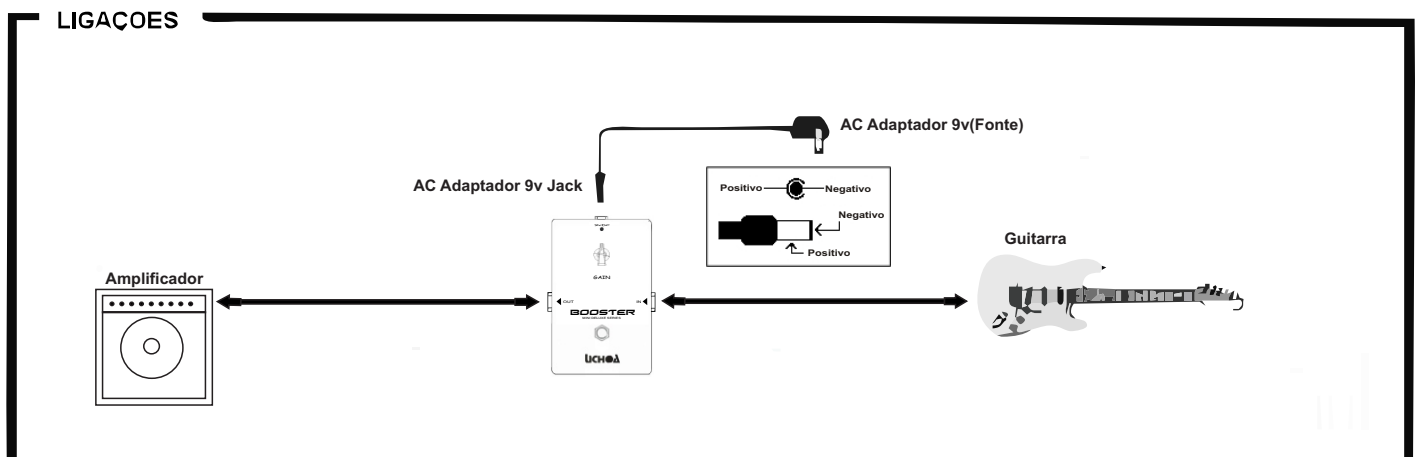 LIGAÇOES
AC Adaptador 9v(Fonte)
AC Adaptador 9v Jack
Positivo
Negativo
Negativo
Positivo
Guitarra
Amplificador
GAIN
OUT
IN
BOOSTER
UCHOA